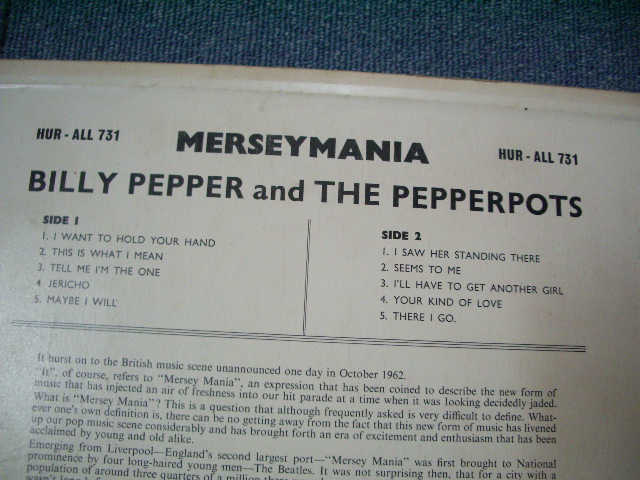 HUR - ALL 731
MERSEYMANIA
HUR - ALL 731
BILLY PEPPER and THE PEPPERPOTS
SIDE 1
1. I WANT TO HOLD YOUR HAND
2. THIS IS WHAT I MEAN
3. TELL ME I'M THE ONE
4. JERICHO
5. MAYBE I WILL
SIDE 2
1. I SAW HER STANDING THERE
2. SEEMS TO ME
3. I'LL HAVE TO GET ANOTHER GIRL
4. YOUR KIND OF LOVE
5. THERE I GO.
It burst on to the British music scene unannounced one day in October 1962.
"It", of course, refers to "Mersey Mania", an expression that has been coined to describe the new form of
music that has injected an air of freshness into our hit parade at a time when it was looking decidedly jaded.
What is "Mersey Mania"? This is a question that although frequently asked is very difficult to define. What-
ever one's own definition is, there can be no getting away from the fact that this new form of music has livened
up our pop music scene considerably and has brought forth an era of excitement and enthusiasm that has been
acclaimed by young and old alike.
Emerging from Liverpool—England's second largest port—"Mersey Mania" was first brought to National
prominence by four long-haired young men—The Beatles. It was not surprising then, that for a city with a
population of around three quarters of a million there